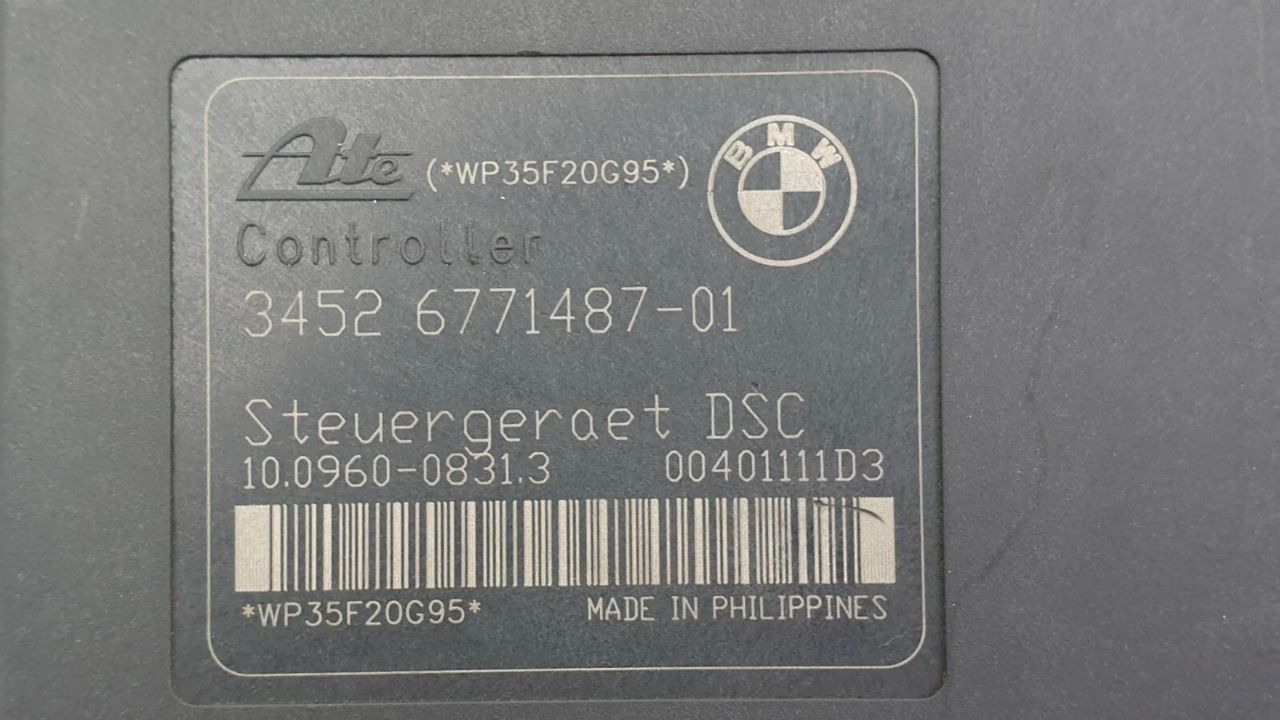 Ate (*WP35F20G95*) BMW
Controller
3452 6771487-01
Steuergeraet DSC
10.0960-0831.3 00401111D3
*WP35F20G95* MADE IN PHILIPPINES